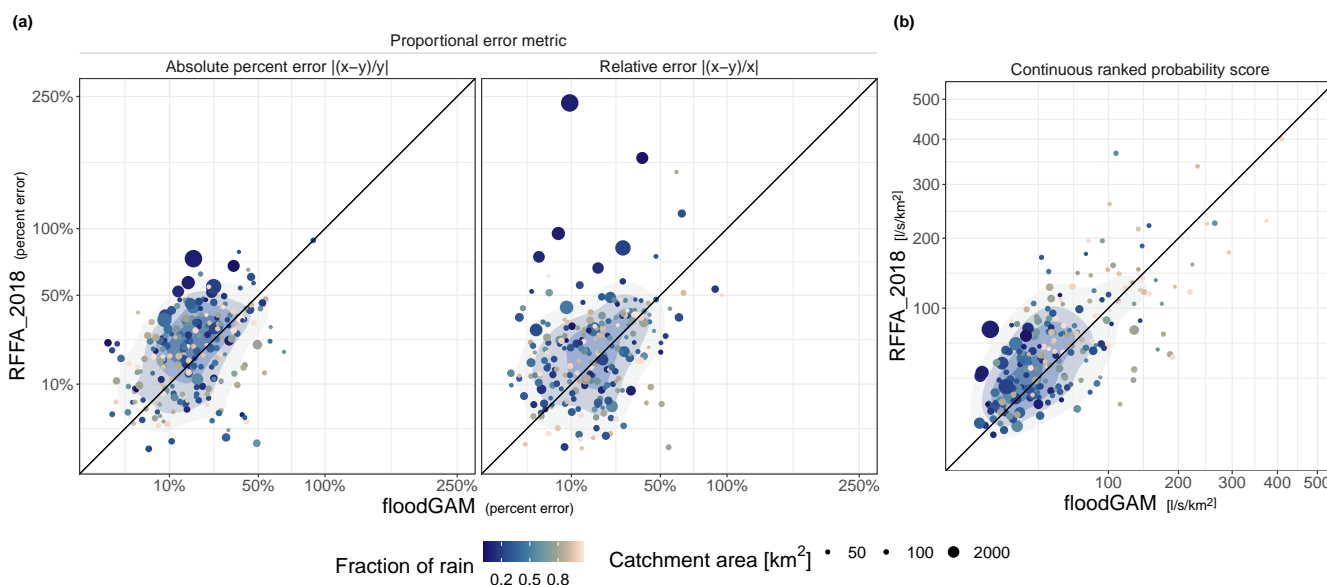 (a)
Proportional error metric
Absolute percent error |(x−y)/y|
Relative error |(x−y)/x|
250%
100%
50%
10%
RFFA_2018 (percent error)
10% 50% 100% 250%
10% 50% 100% 250%
floodGAM (percent error)
(b)
Continuous ranked probability score
500
400
300
200
100
RFFA_2018 [l/s/km²]
100 200 300 400 500
floodGAM [l/s/km²]
Fraction of rain
0.2 0.5 0.8
Catchment area [km²] 50 100 2000